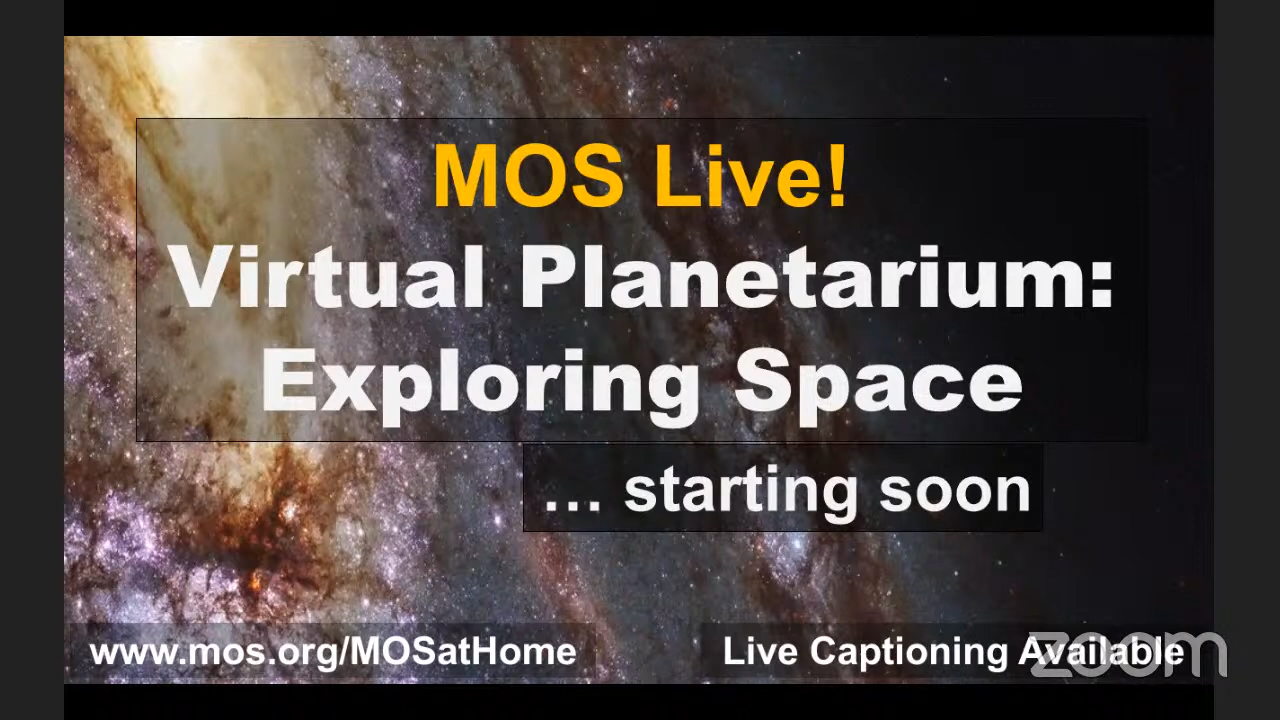 MOS Live!
Virtual Planetarium:
Exploring Space
... starting soon
www.mos.org/MOSatHome
Live Captioning Available
zoom